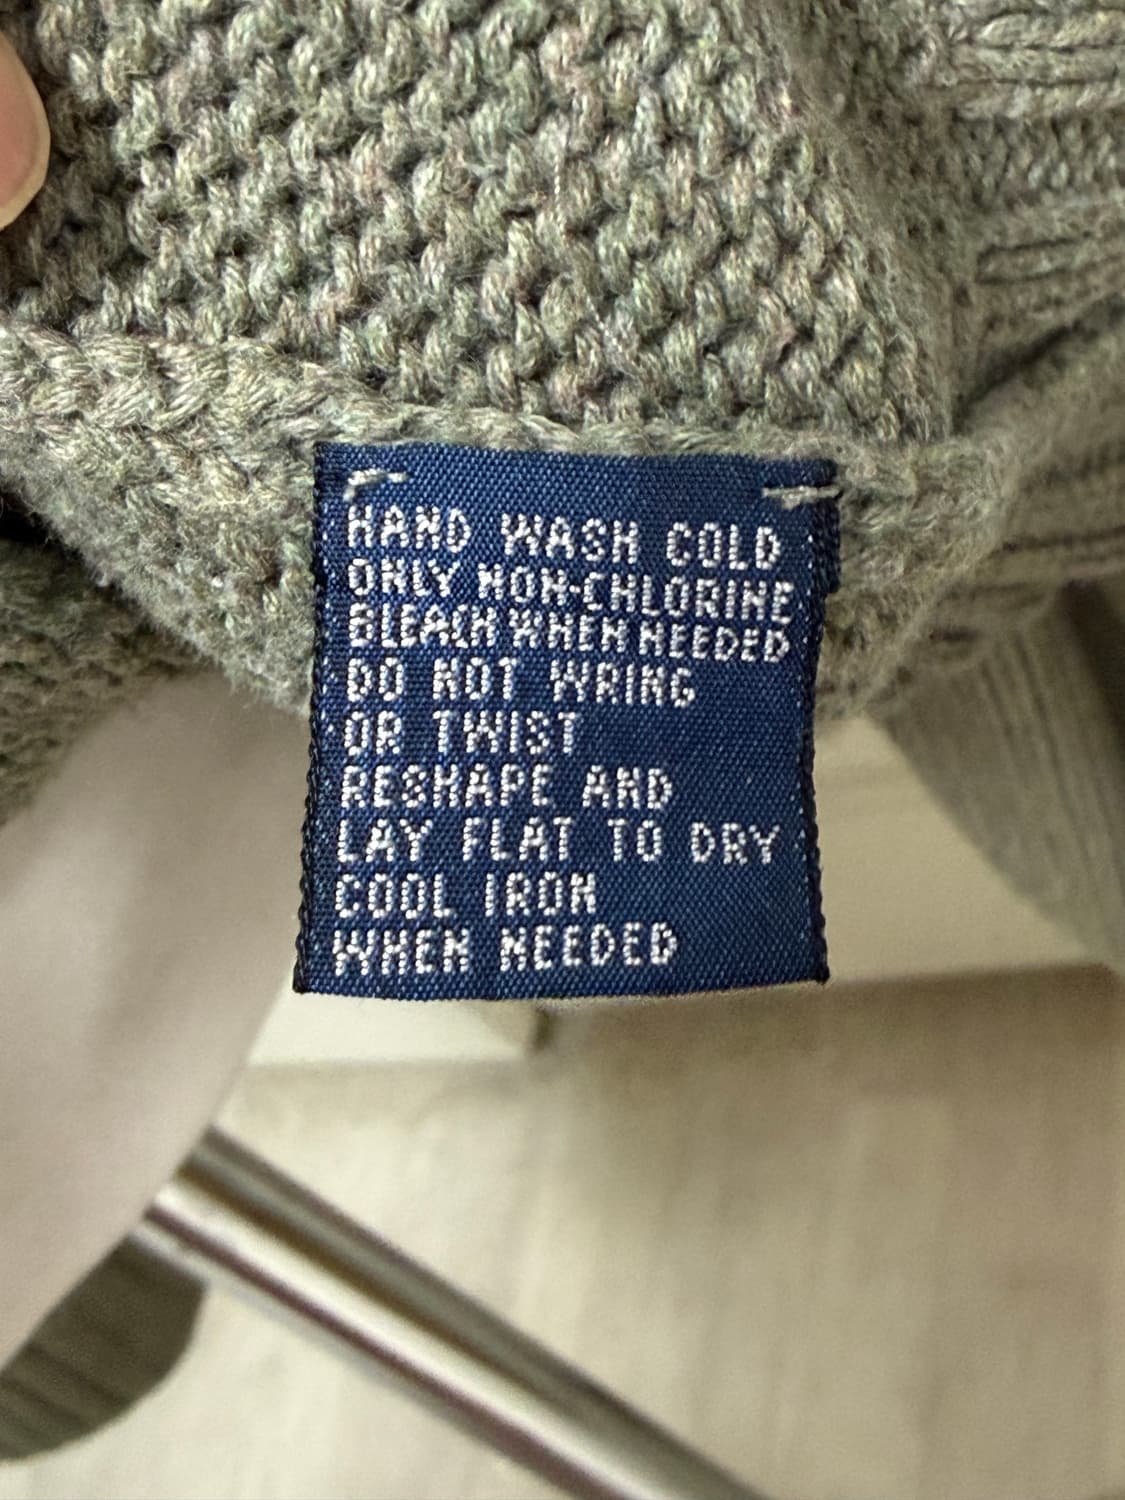 HAND WASH COLD
ONLY NON-CHLORINE
BLEACH WHEN NEEDED
DO NOT WRING
OR TWIST
RESHAPE AND
LAY FLAT TO DRY
COOL IRON
WHEN NEEDED